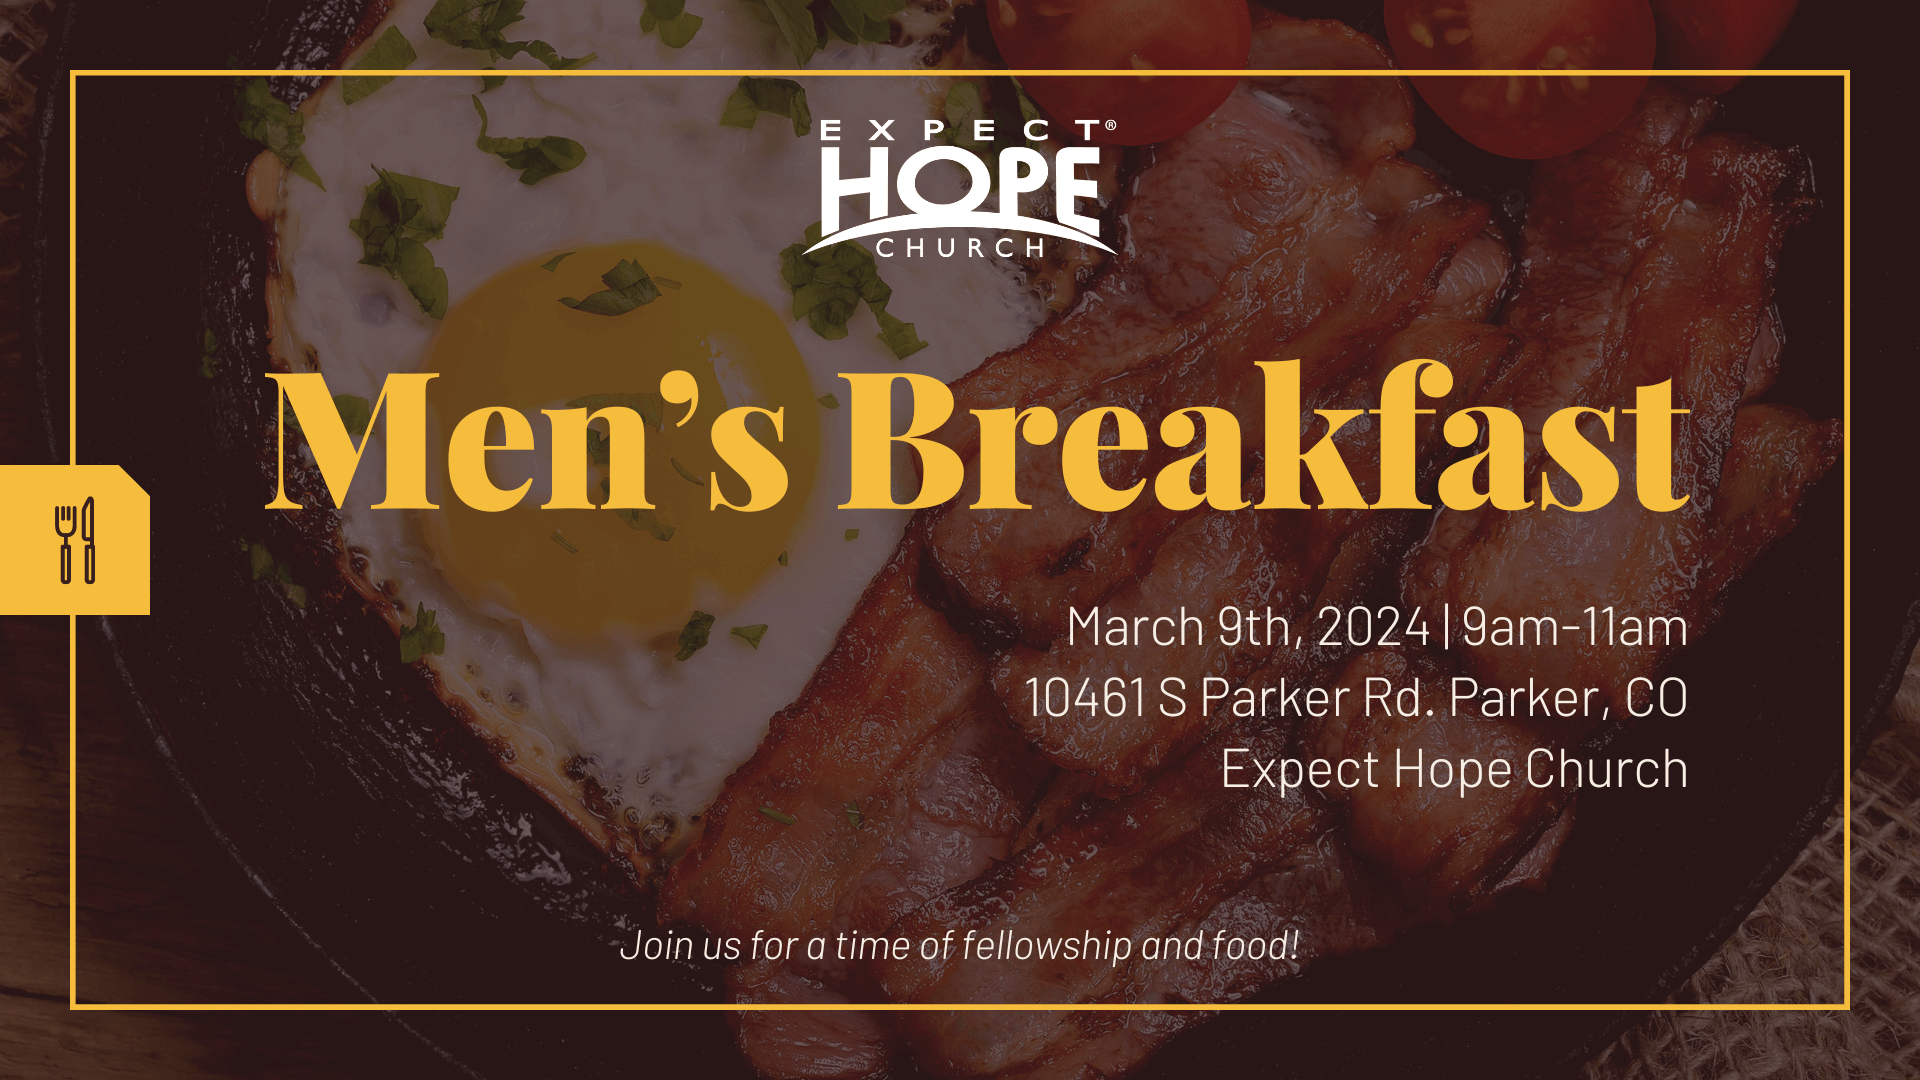 EXPECT®
HOPE
CHURCH
Men’s Breakfast
March 9th, 2024 | 9am-11am
10461 S Parker Rd. Parker, CO
Expect Hope Church
Join us for a time of fellowship and food!